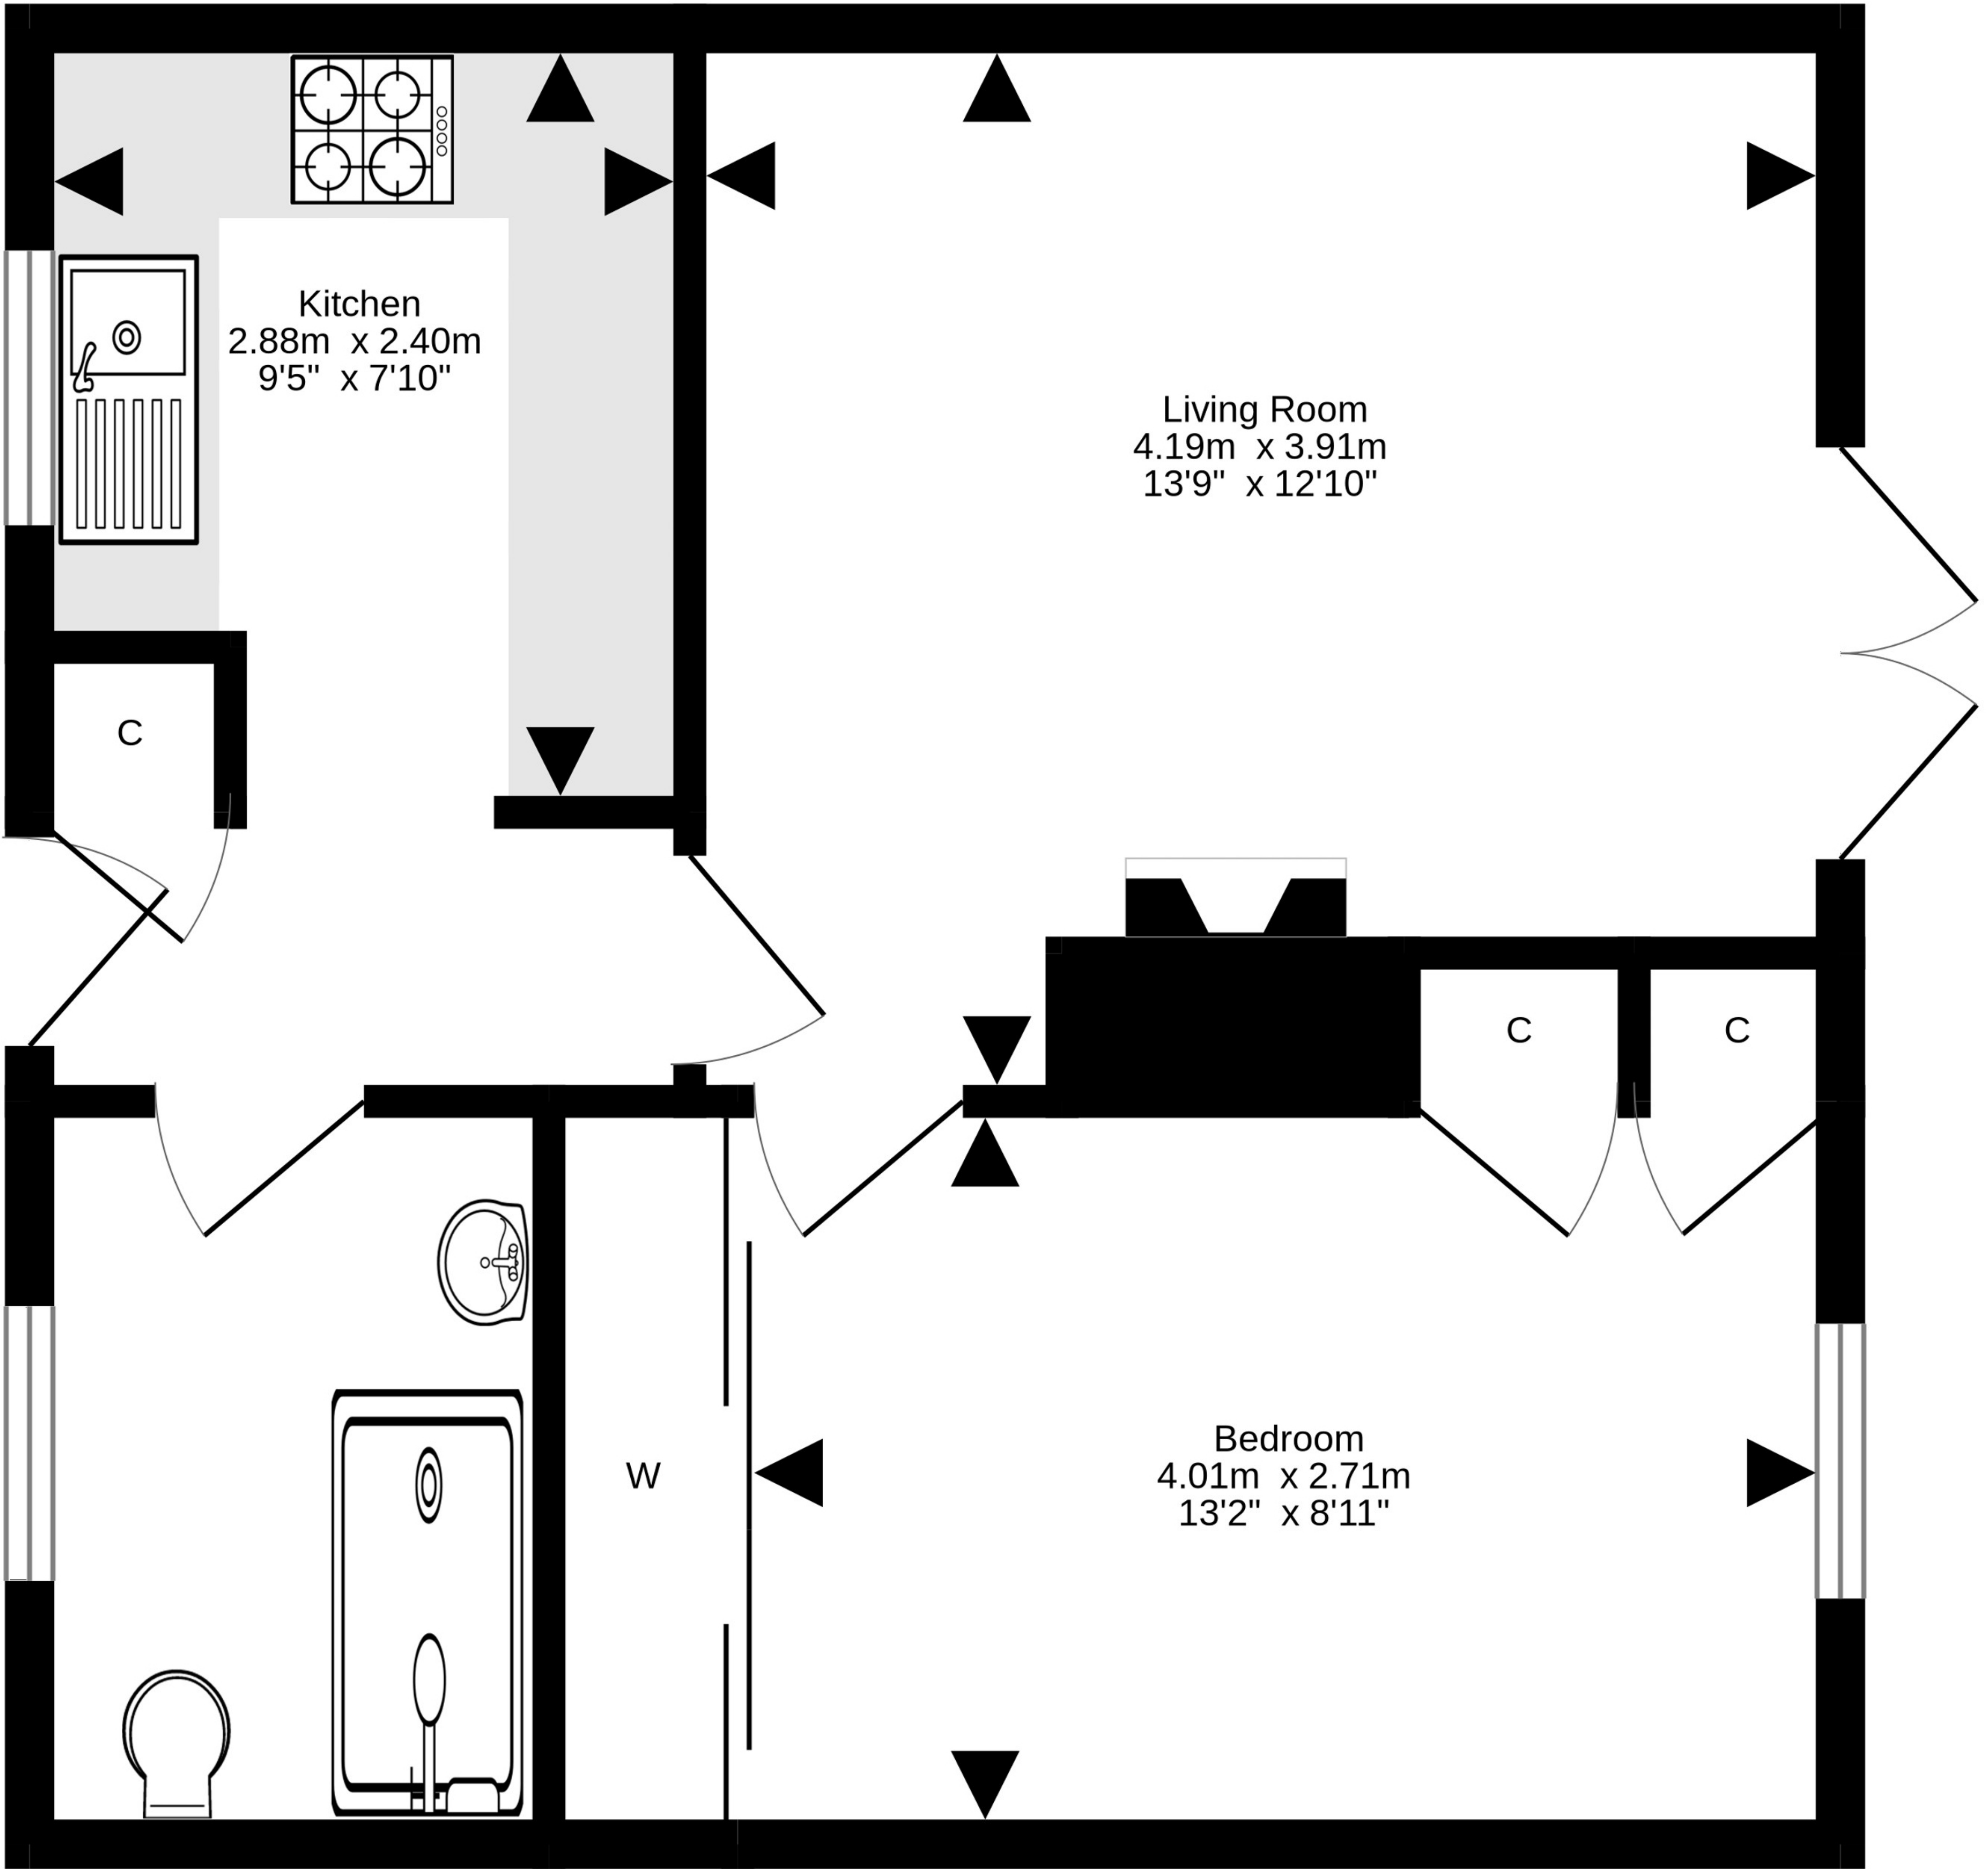 Kitchen
2.88m x 2.40m
9'5" x 7'10"
Living Room
4.19m x 3.91m
13'9" x 12'10"
C
C
C
W
Bedroom
4.01m x 2.71m
13'2" x 8'11"